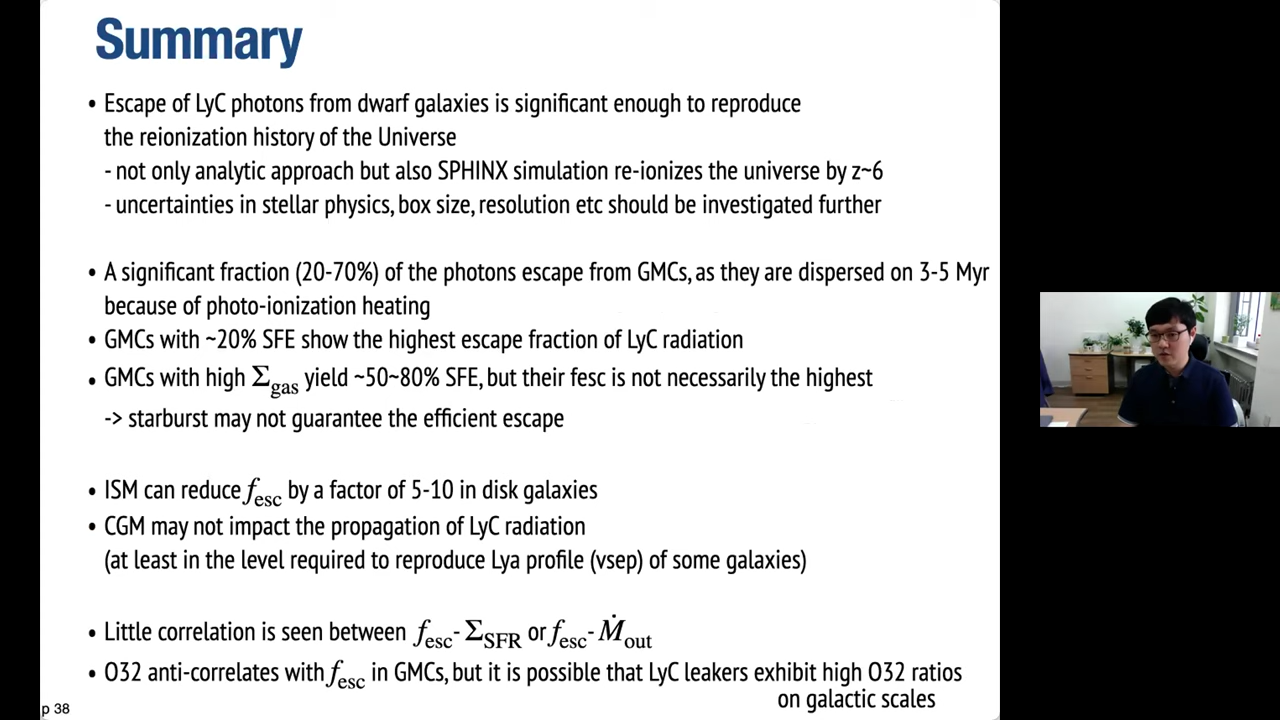 Summary
• Escape of LyC photons from dwarf galaxies is significant enough to reproduce
the reionization history of the Universe
- not only analytic approach but also SPHINX simulation re-ionizes the universe by z~6
- uncertainties in stellar physics, box size, resolution etc should be investigated further
• A significant fraction (20-70%) of the photons escape from GMCs, as they are dispersed on 3-5 Myr
because of photo-ionization heating
• GMCs with ~20% SFE show the highest escape fraction of LyC radiation
• GMCs with high Σgas yield ~50~80% SFE, but their fesc is not necessarily the highest
-> starburst may not guarantee the efficient escape
• ISM can reduce fesc by a factor of 5-10 in disk galaxies
• CGM may not impact the propagation of LyC radiation
(at least in the level required to reproduce Lya profile (vsep) of some galaxies)
• Little correlation is seen between fesc- ΣSFR or fesc- Ṁout
• O32 anti-correlates with fesc in GMCs, but it is possible that LyC leakers exhibit high O32 ratios
on galactic scales
p 38